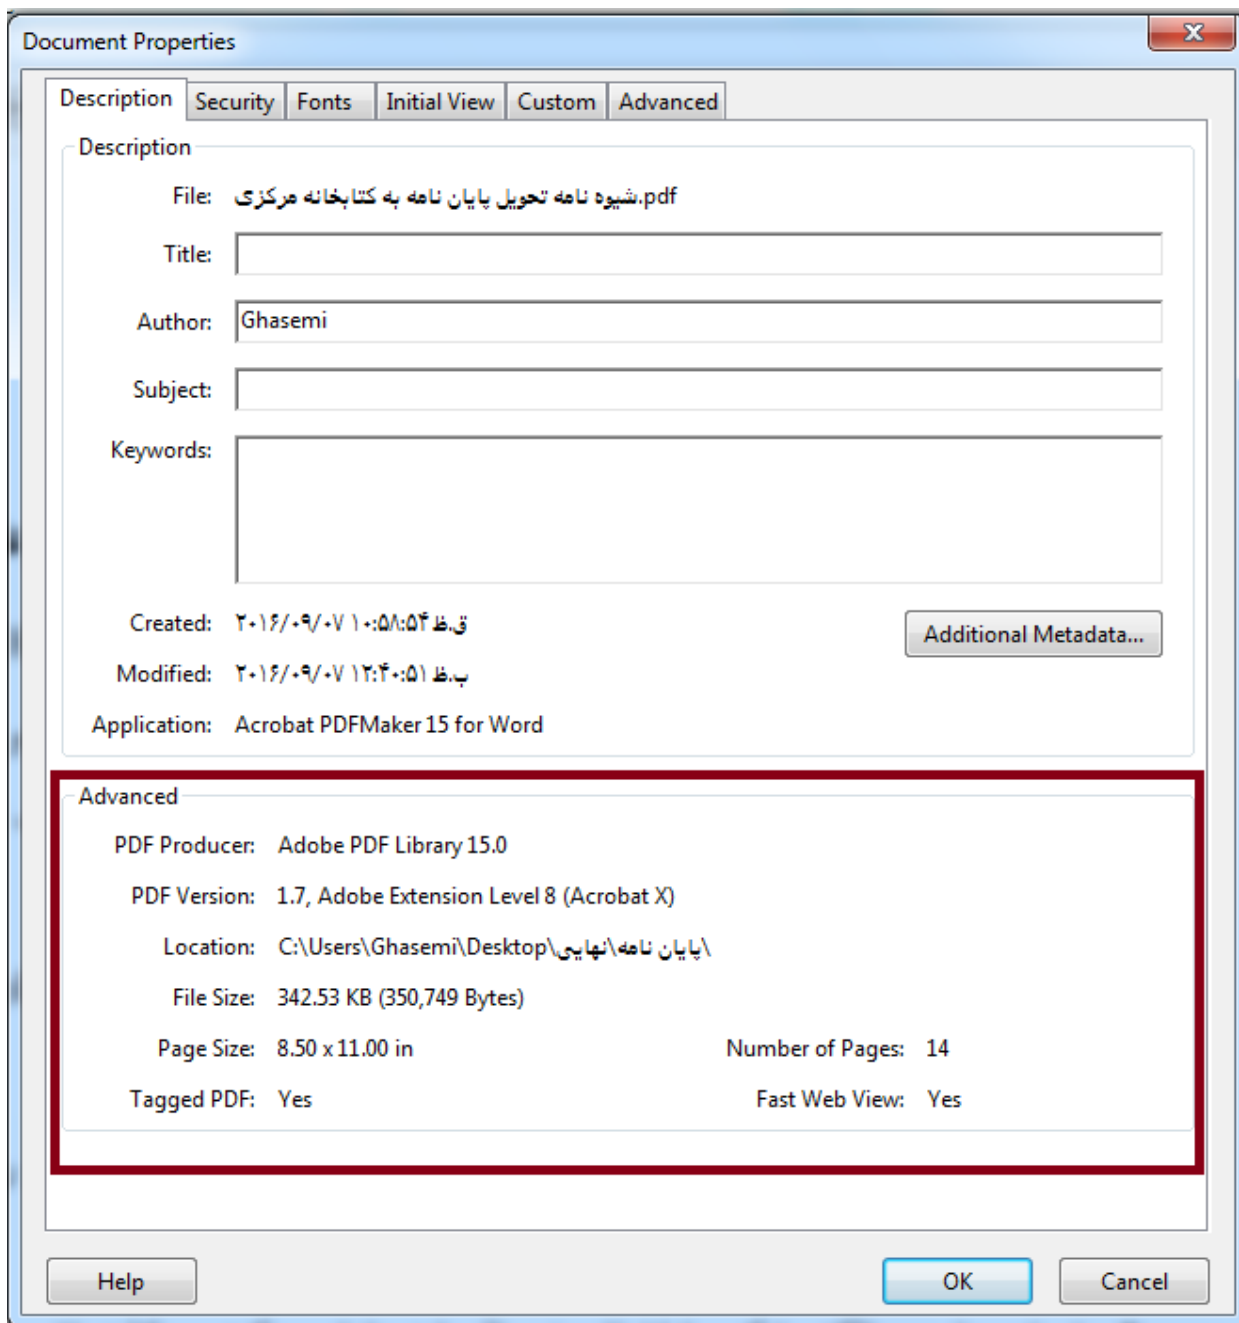 Document Properties
Description Security Fonts Initial View Custom Advanced
Description
File: شیوه نامه تحویل پایان نامه به کتابخانه مرکزی.pdf
Title:
Author: Ghasemi
Subject:
Keywords:
Created: ۲۰۱۶/۰۹/۰۷ ۱۰:۵۸:۵۴ ق.ظ
Additional Metadata...
Modified: ۲۰۱۶/۰۹/۰۷ ۱۲:۴۰:۵۱ ب.ظ
Application: Acrobat PDFMaker 15 for Word
Advanced
PDF Producer: Adobe PDF Library 15.0
PDF Version: 1.7, Adobe Extension Level 8 (Acrobat X)
Location: C:\Users\Ghasemi\Desktop\پایان نامه\نهایی\
File Size: 342.53 KB (350,749 Bytes)
Page Size: 8.50 x 11.00 in Number of Pages: 14
Tagged PDF: Yes Fast Web View: Yes
Help OK Cancel